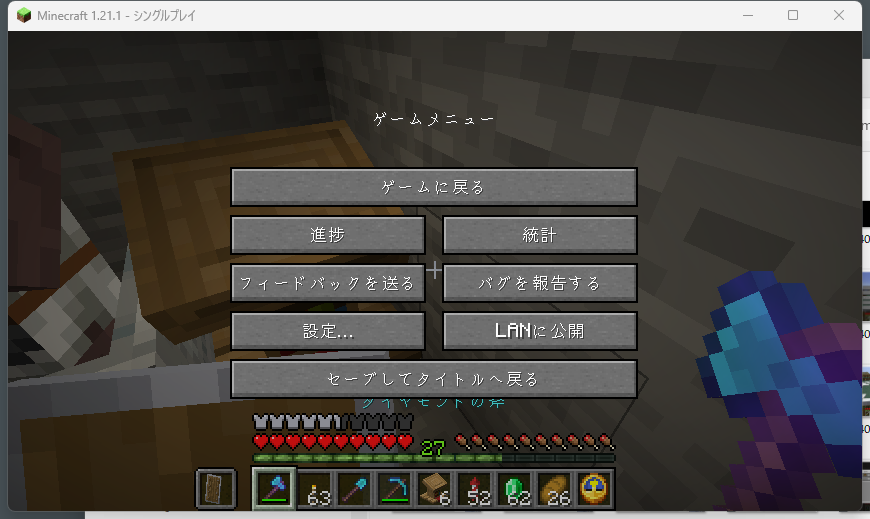 Minecraft 1.21.1 - シングルプレイ
ゲームメニュー
ゲームに戻る
進捗
統計
フィードバックを送る
バグを報告する
設定...
LANに公開
セーブしてタイトルへ戻る
ダイヤモンドの斧
27
63
6
52
62
26